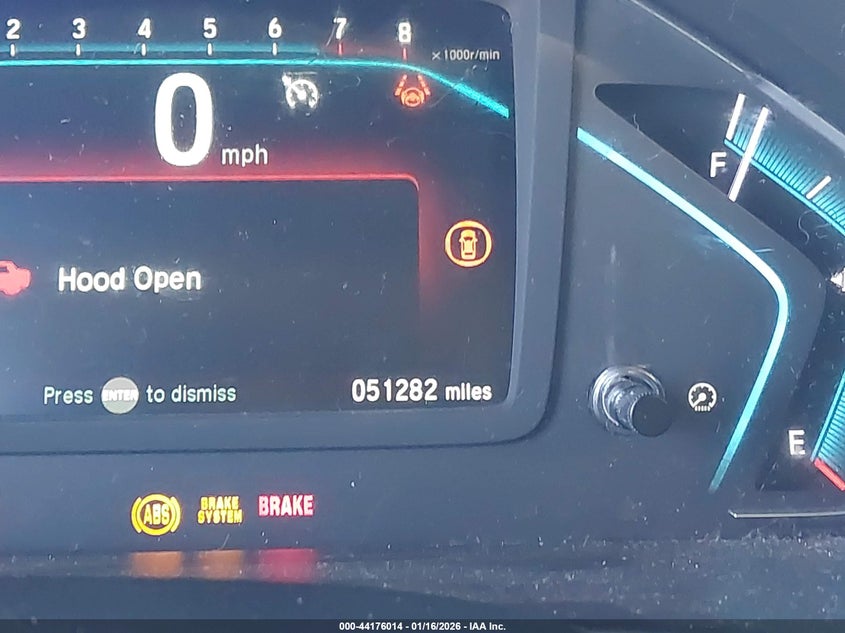 2 3 4 5 6 7 8
×1000r/min
0 mph
F
Hood Open
Press ENTER to dismiss
051282 miles
E
ABS
BRAKE
SYSTEM
BRAKE
000-44176014 - 01/16/2026 - IAA Inc.